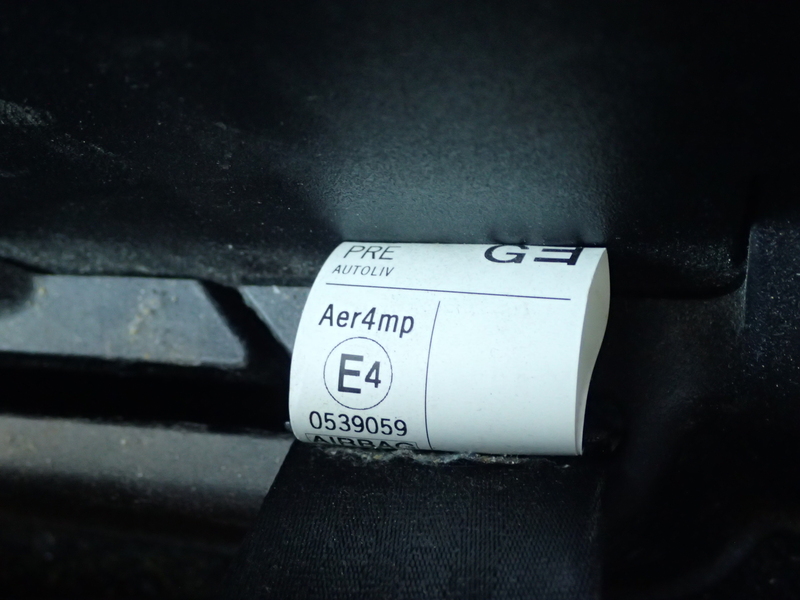 PRE
AUTOLIV
Aer4mp
E4
0539059
AIRBAG